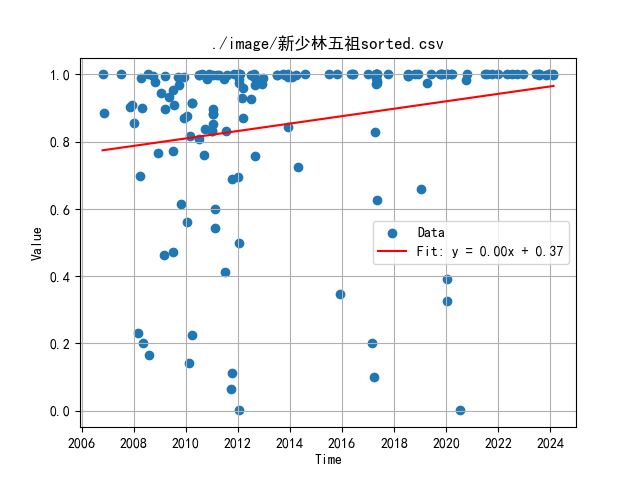 ./image/新少林五祖sorted.csv
1.0
0.8
0.6
0.4
0.2
0.0
Value
Data
Fit: y = 0.00x + 0.37
2006 2008 2010 2012 2014 2016 2018 2020 2022 2024
Time